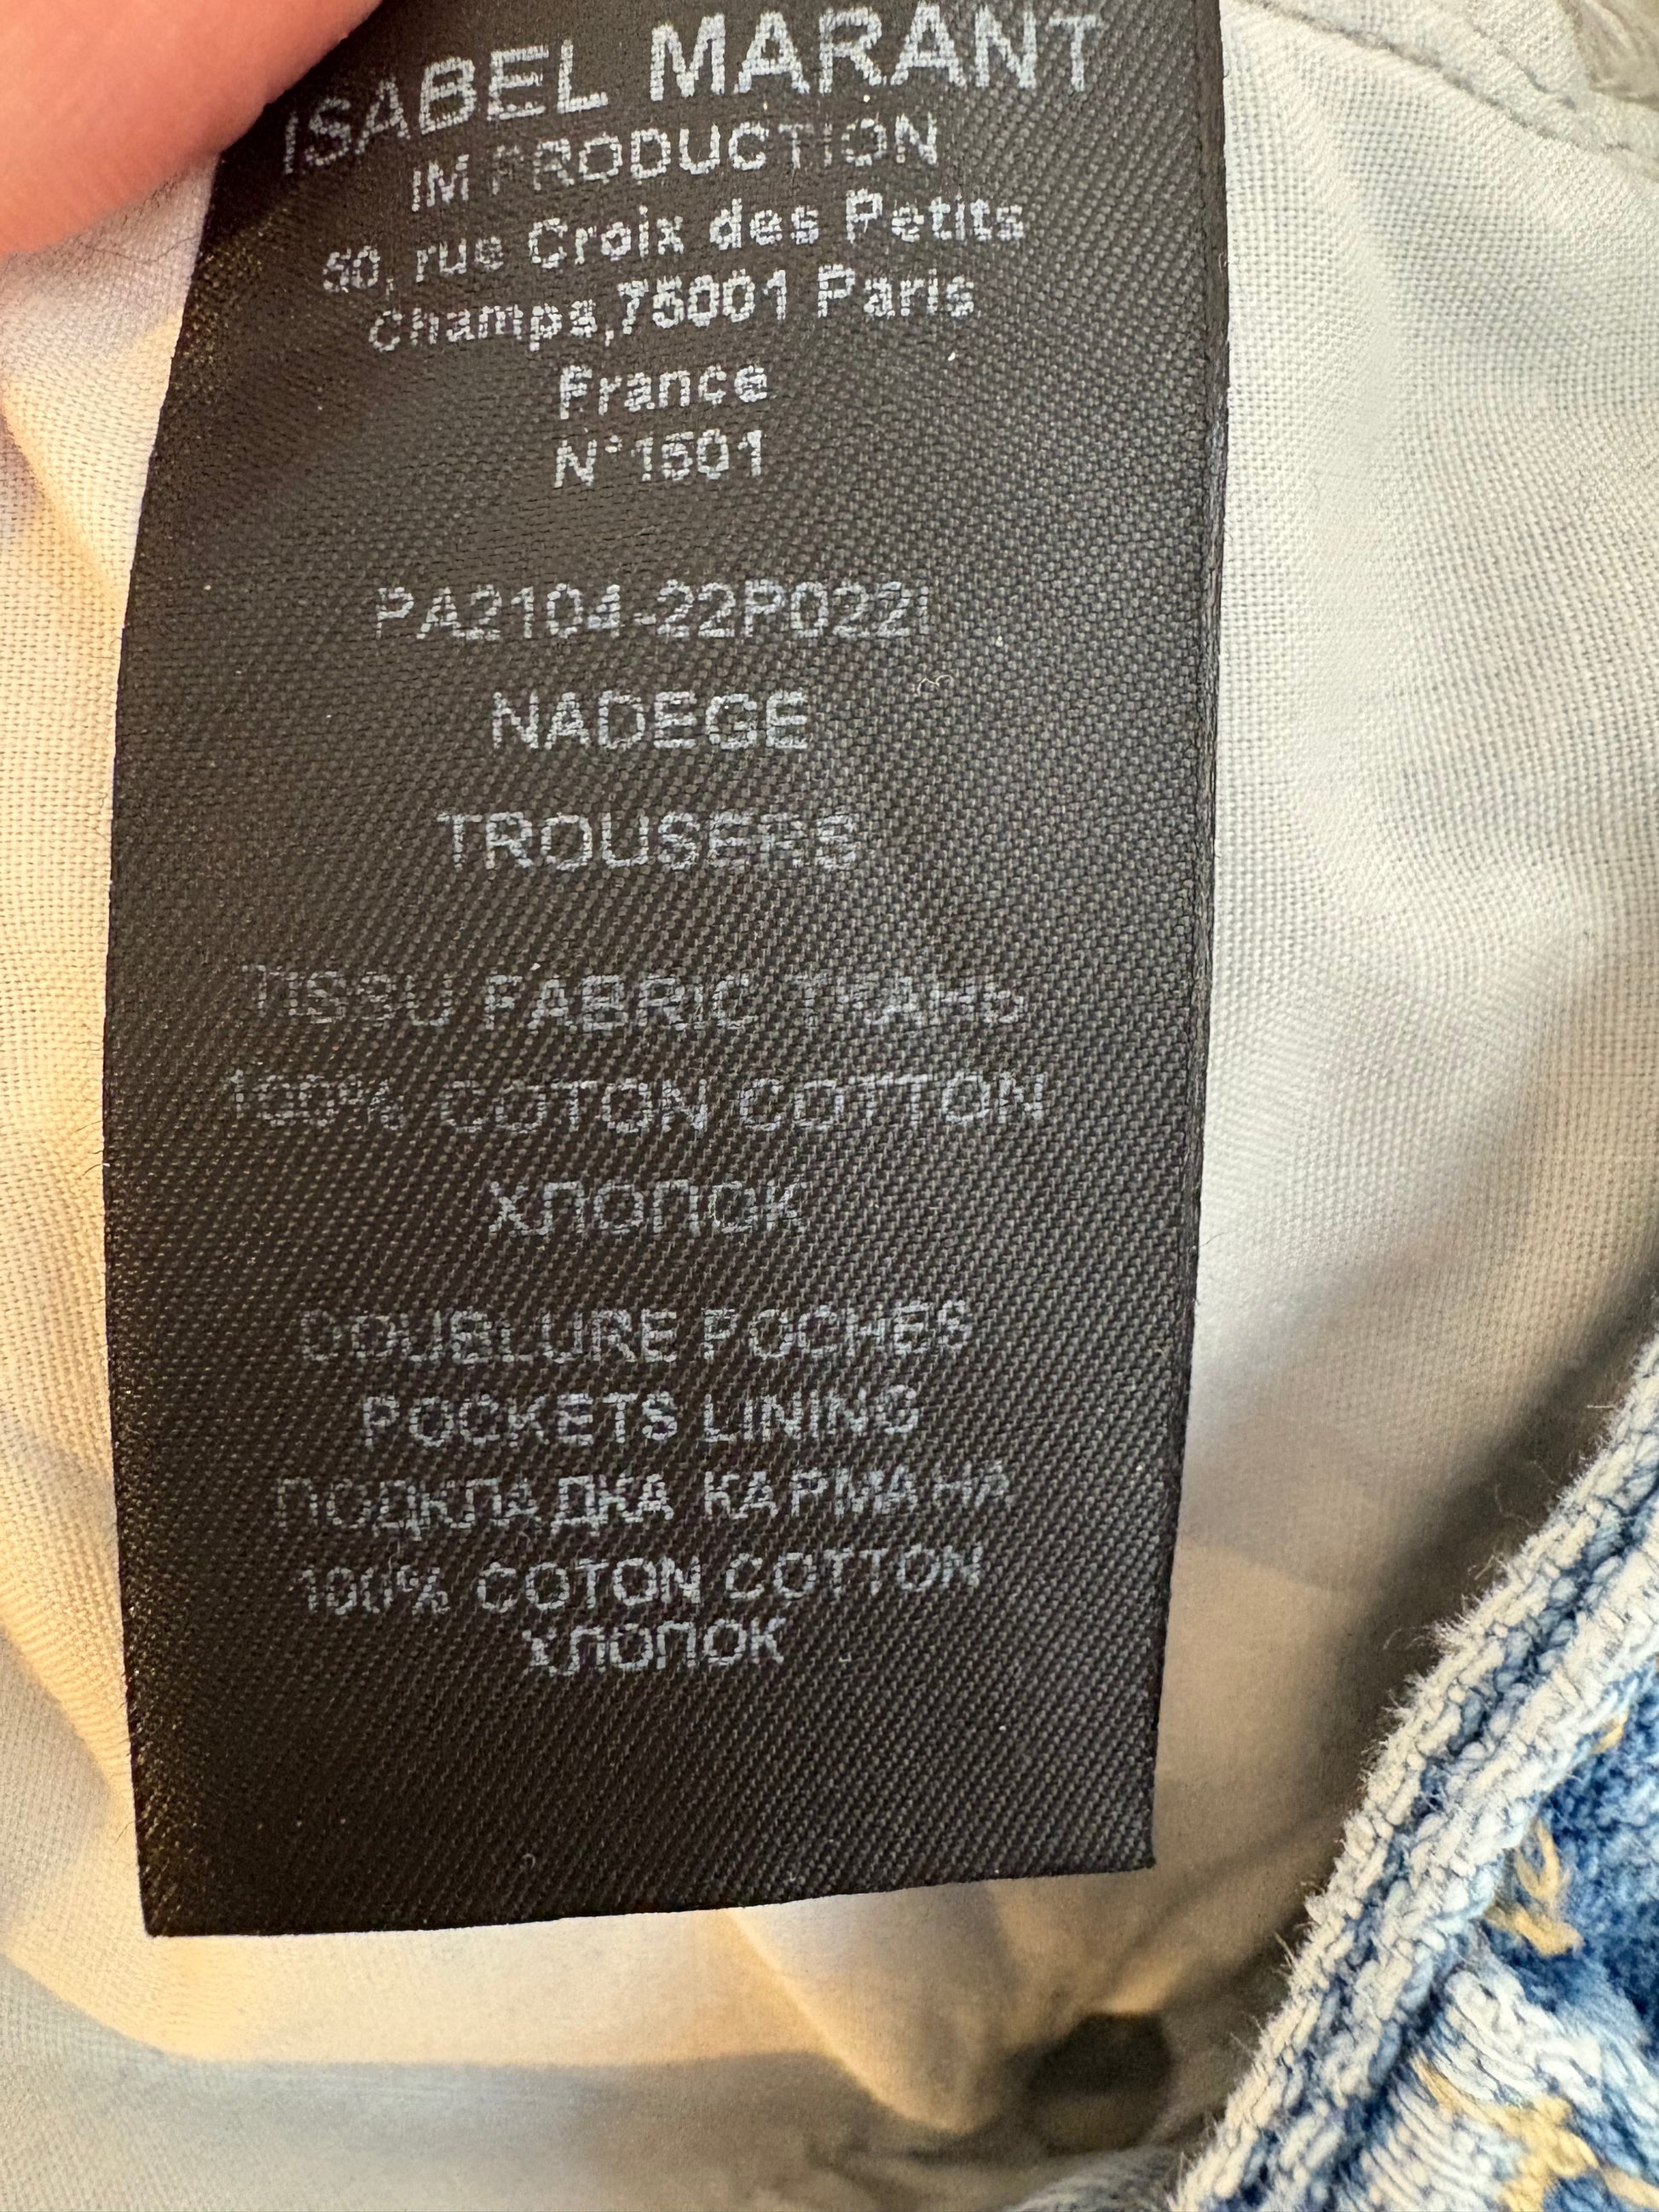 ISABEL MARANT
IM PRODUCTION
50, rue Croix des Petits
Champs,75001 Paris
France
N°1501
PA2104-22P022I
NADEGE
TROUSERS
TISSU FABRIC ТКАНЬ
100% COTON COTTON
ХЛОПОК
DOUBLURE POCHES
POCKETS LINING
ПОДКЛАДКА КАРМАНА
100% COTON COTTON
ХЛОПОК